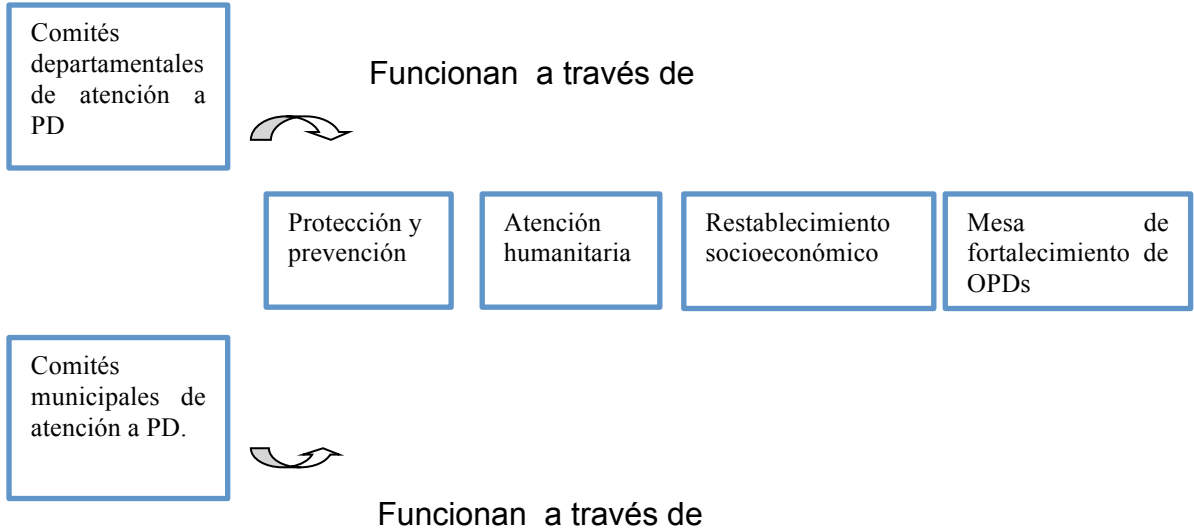 Comités
departamentales
de atención a
PD
Funcionan a través de
Protección y
prevención
Atención
humanitaria
Restablecimiento
socioeconómico
Mesa de
fortalecimiento de
OPDs
Comités
municipales de
atención a PD.
Funcionan a través de